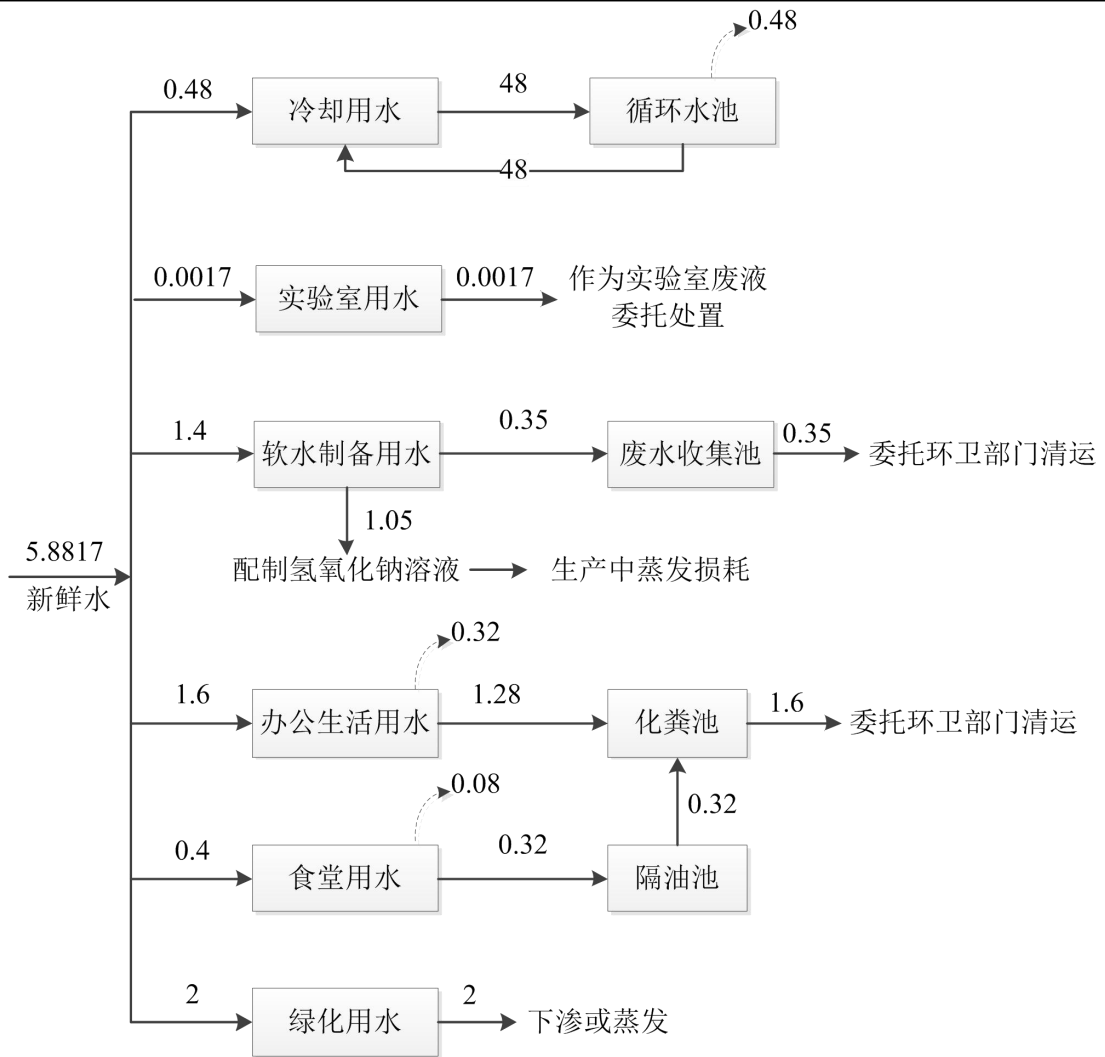 0.48
0.48
冷却用水
48
循环水池
48
0.0017
实验室用水
0.0017
作为实验室废液
委托处置
1.4
软水制备用水
0.35
废水收集池
0.35
委托环卫部门清运
1.05
配制氢氧化钠溶液
生产中蒸发损耗
5.8817
新鲜水
0.32
1.6
办公生活用水
1.28
化粪池
1.6
委托环卫部门清运
0.08
0.32
0.4
食堂用水
0.32
隔油池
2
绿化用水
2
下渗或蒸发